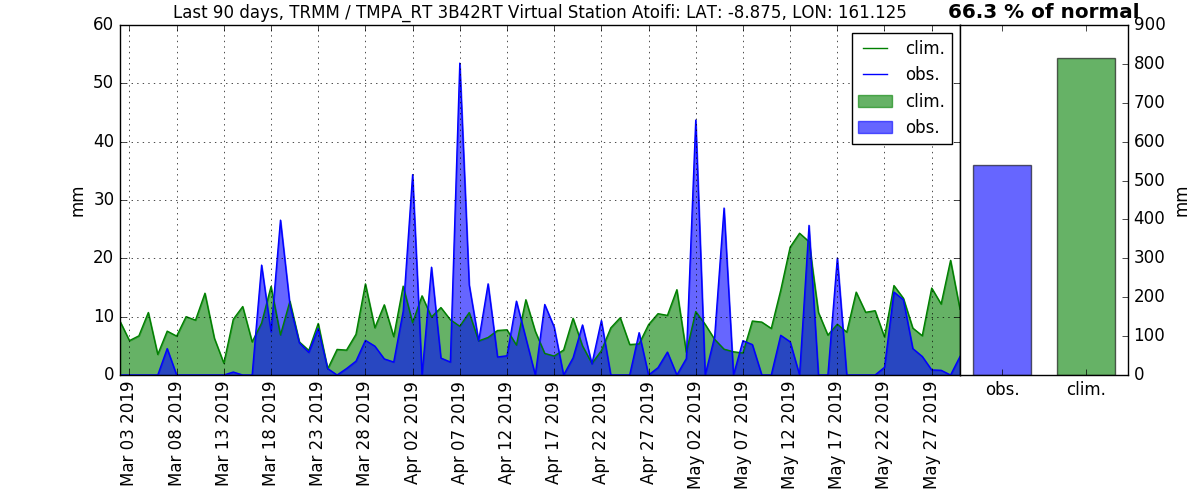 Last 90 days, TRMM / TMPA_RT 3B42RT Virtual Station Atoifi: LAT: -8.875, LON: 161.125
66.3 % of normal
60
50
40
30
20
10
0
mm
clim.
obs.
clim.
obs.
900
800
700
600
500
400
300
200
100
0
mm
obs.
clim.
Mar 03 2019
Mar 08 2019
Mar 13 2019
Mar 18 2019
Mar 23 2019
Mar 28 2019
Apr 02 2019
Apr 07 2019
Apr 12 2019
Apr 17 2019
Apr 22 2019
Apr 27 2019
May 02 2019
May 07 2019
May 12 2019
May 17 2019
May 22 2019
May 27 2019